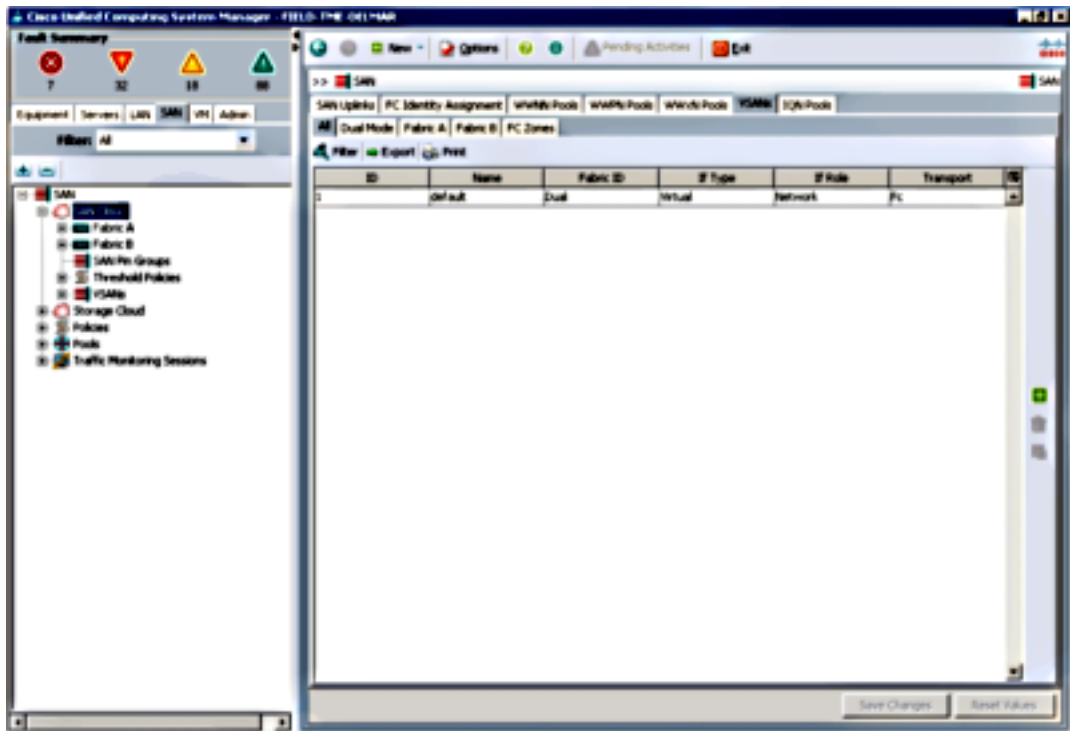 Cisco Unified Computing System Manager - FIELD-TME-DELMAR
Fault Summary
7 32 18 88
Equipment Servers LAN SAN VM Admin
Filter: All
SAN
Fabric A
Fabric B
SAN Pin Groups
Threshold Policies
VSANs
Storage Cloud
Policies
Pools
Traffic Monitoring Sessions
New Options Pending Activities Exit
>> SAN SAN
SAN Uplinks FC Identity Assignment WWNN Pools WWPN Pools WWxN Pools VSANs IQN Pools
All Dual Mode Fabric A Fabric B FC Zones
Filter Export Print
ID Name Fabric ID If Type If Role Transport
1 default Dual Virtual Network Fc
Save Changes Reset Values